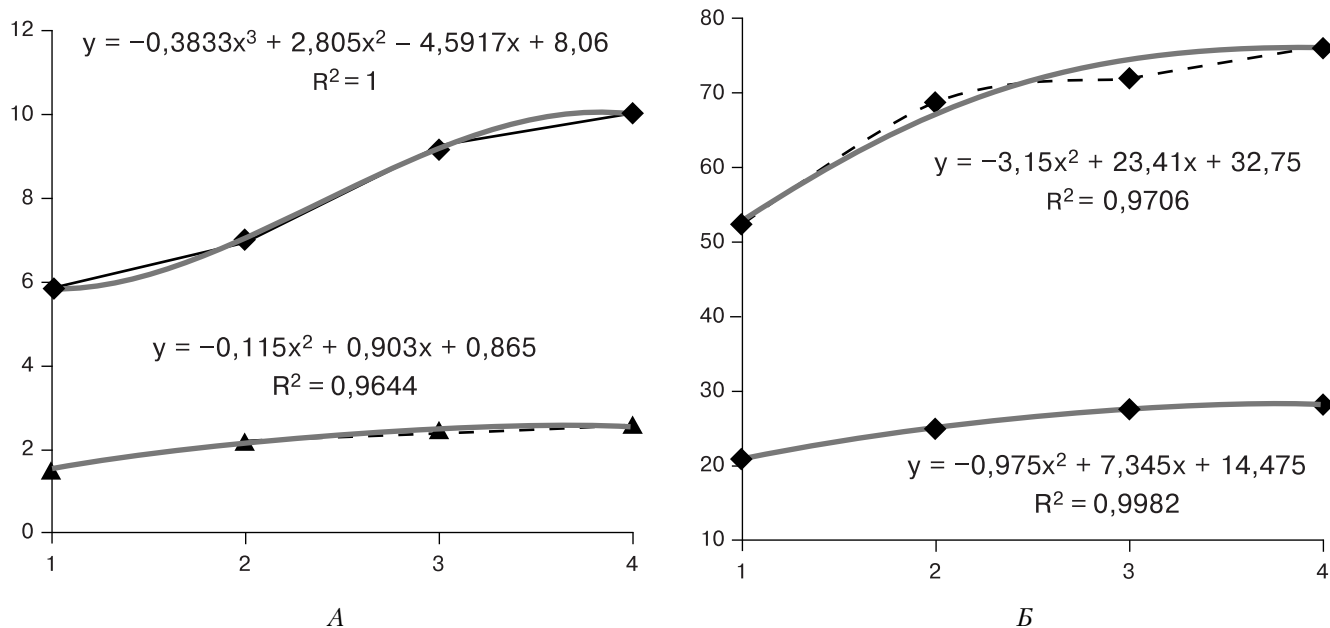 12
10
8
6
4
2
0
y = −0,3833x³ + 2,805x² − 4,5917x + 8,06
R² = 1
y = −0,115x² + 0,903x + 0,865
R² = 0,9644
1 2 3 4
А
80
70
60
50
40
30
20
10
y = −3,15x² + 23,41x + 32,75
R² = 0,9706
y = −0,975x² + 7,345x + 14,475
R² = 0,9982
1 2 3 4
Б